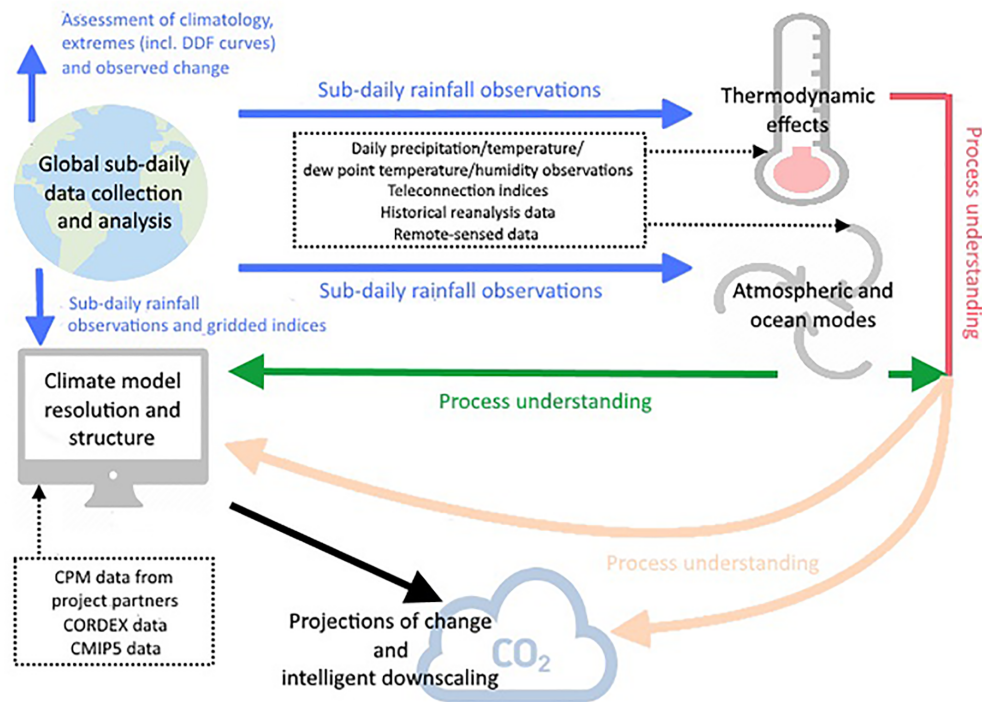 Assessment of climatology,
extremes (incl. DDF curves)
and observed change
Global sub-daily
data collection
and analysis
Sub-daily rainfall observations
Thermodynamic
effects
Daily precipitation/temperature/
dew point temperature/humidity observations
Teleconnection indices
Historical reanalysis data
Remote-sensed data
Process understanding
Sub-daily rainfall observations
Atmospheric and
ocean modes
Sub-daily rainfall
observations and gridded indices
Climate model
resolution and
structure
Process understanding
Process understanding
CPM data from
project partners
CORDEX data
CMIP5 data
Projections of change
and
intelligent downscaling
CO2